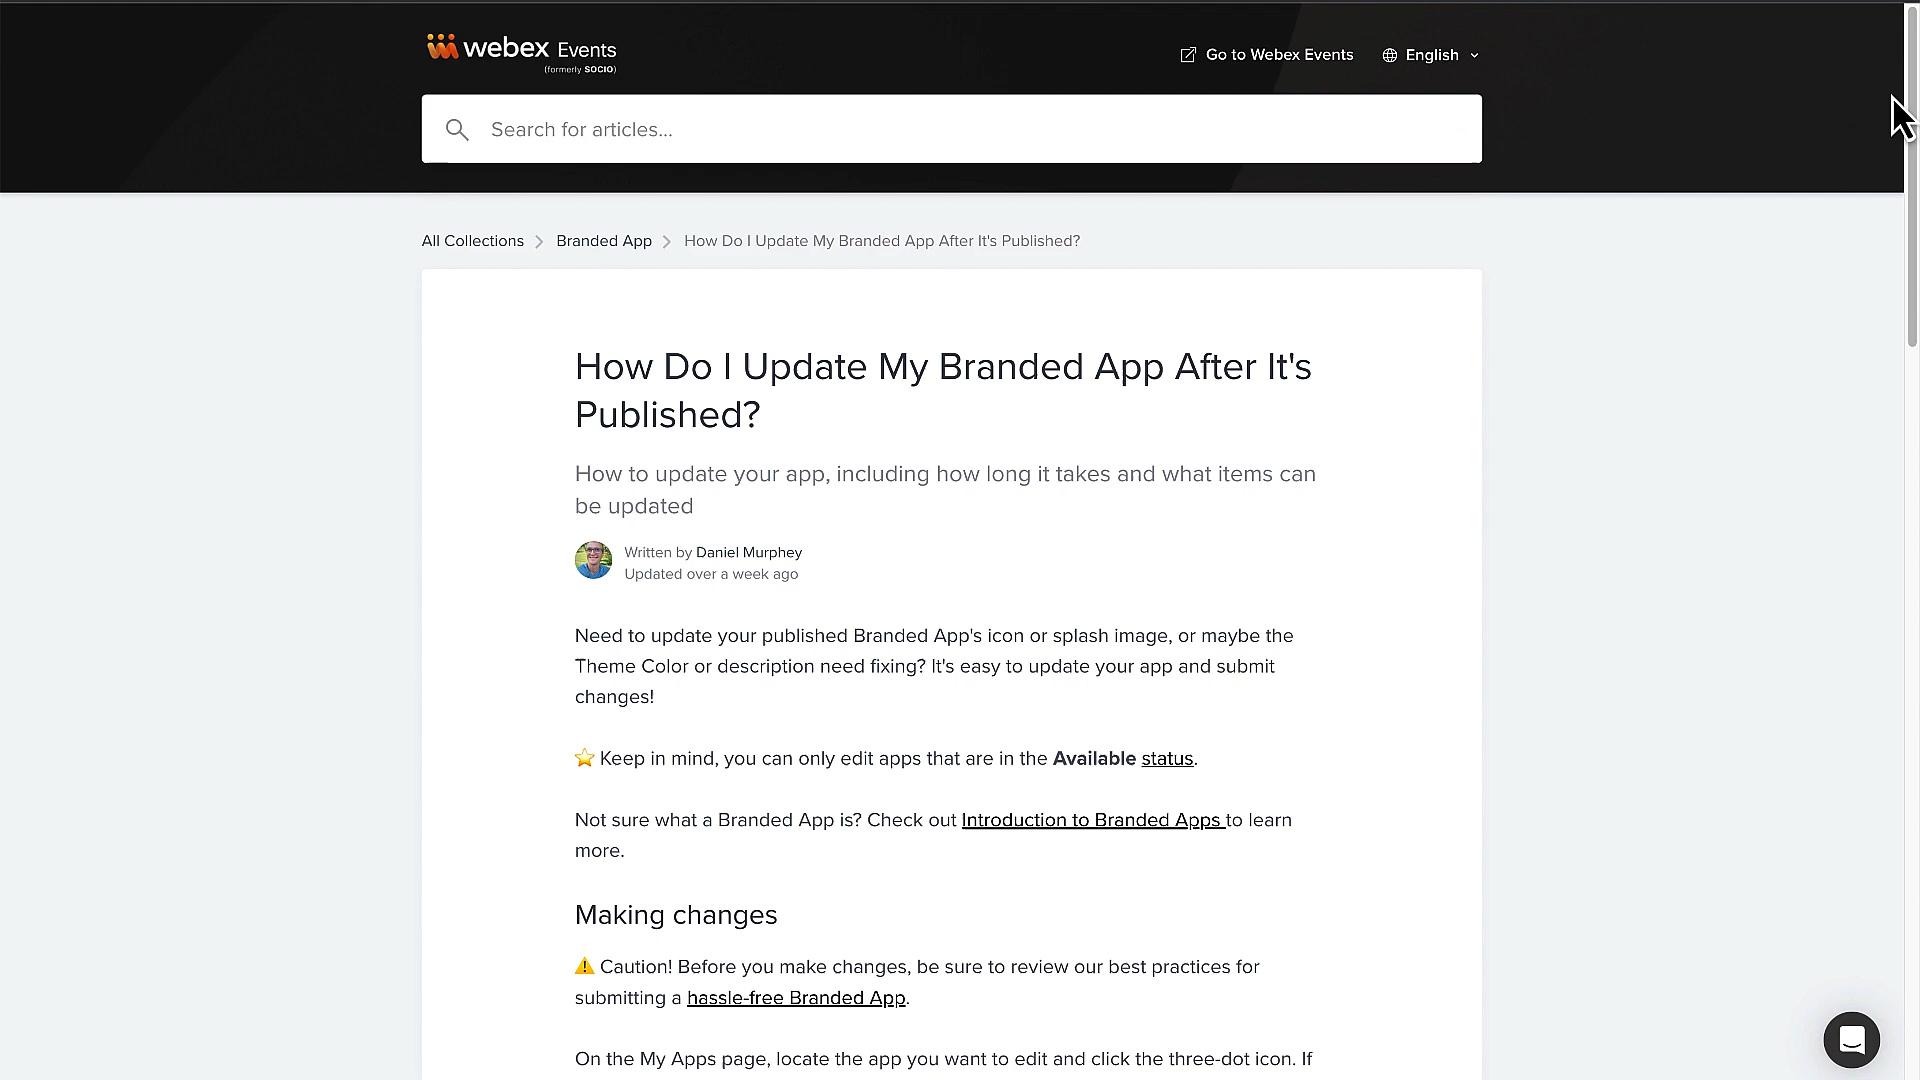 webex Events
(formerly SOCIO)
Go to Webex Events
English
Search for articles...
All Collections
Branded App
How Do I Update My Branded App After It's Published?
How Do I Update My Branded App After It's
Published?
How to update your app, including how long it takes and what items can
be updated
Written by Daniel Murphey
Updated over a week ago
Need to update your published Branded App's icon or splash image, or maybe the
Theme Color or description need fixing? It's easy to update your app and submit
changes!
⭐ Keep in mind, you can only edit apps that are in the Available status.
Not sure what a Branded App is? Check out Introduction to Branded Apps to learn
more.
Making changes
⚠️ Caution! Before you make changes, be sure to review our best practices for
submitting a hassle-free Branded App.
On the My Apps page, locate the app you want to edit and click the three-dot icon. If